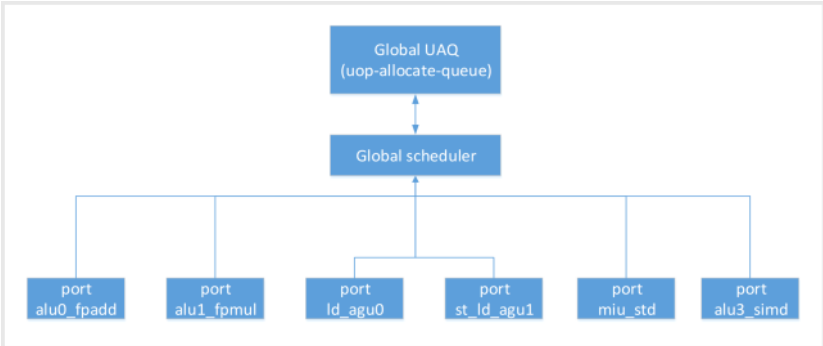 Global UAQ
(uop-allocate-queue)
Global scheduler
port
alu0_fpadd
port
alu1_fpmul
port
ld_agu0
port
st_ld_agu1
port
miu_std
port
alu3_simd